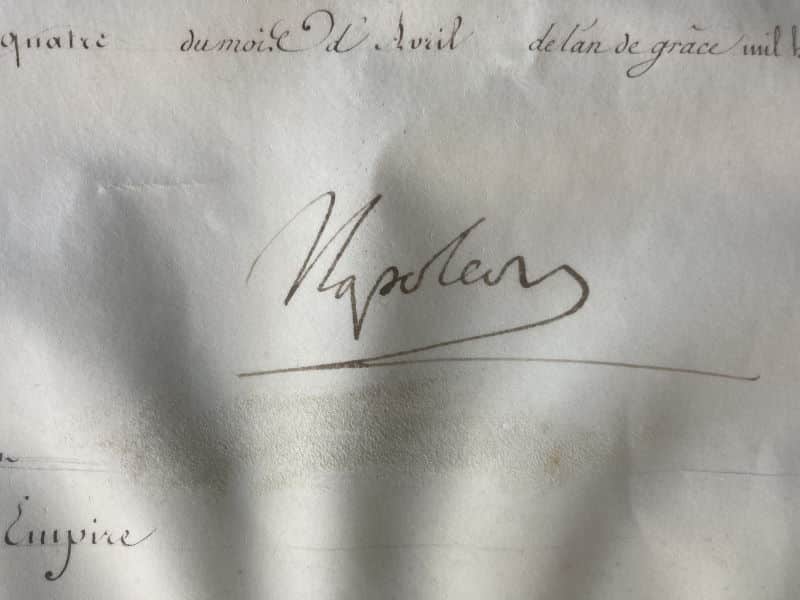 quatre du mois d'Avril de l'an de grâce mil
Napoleon
Empire